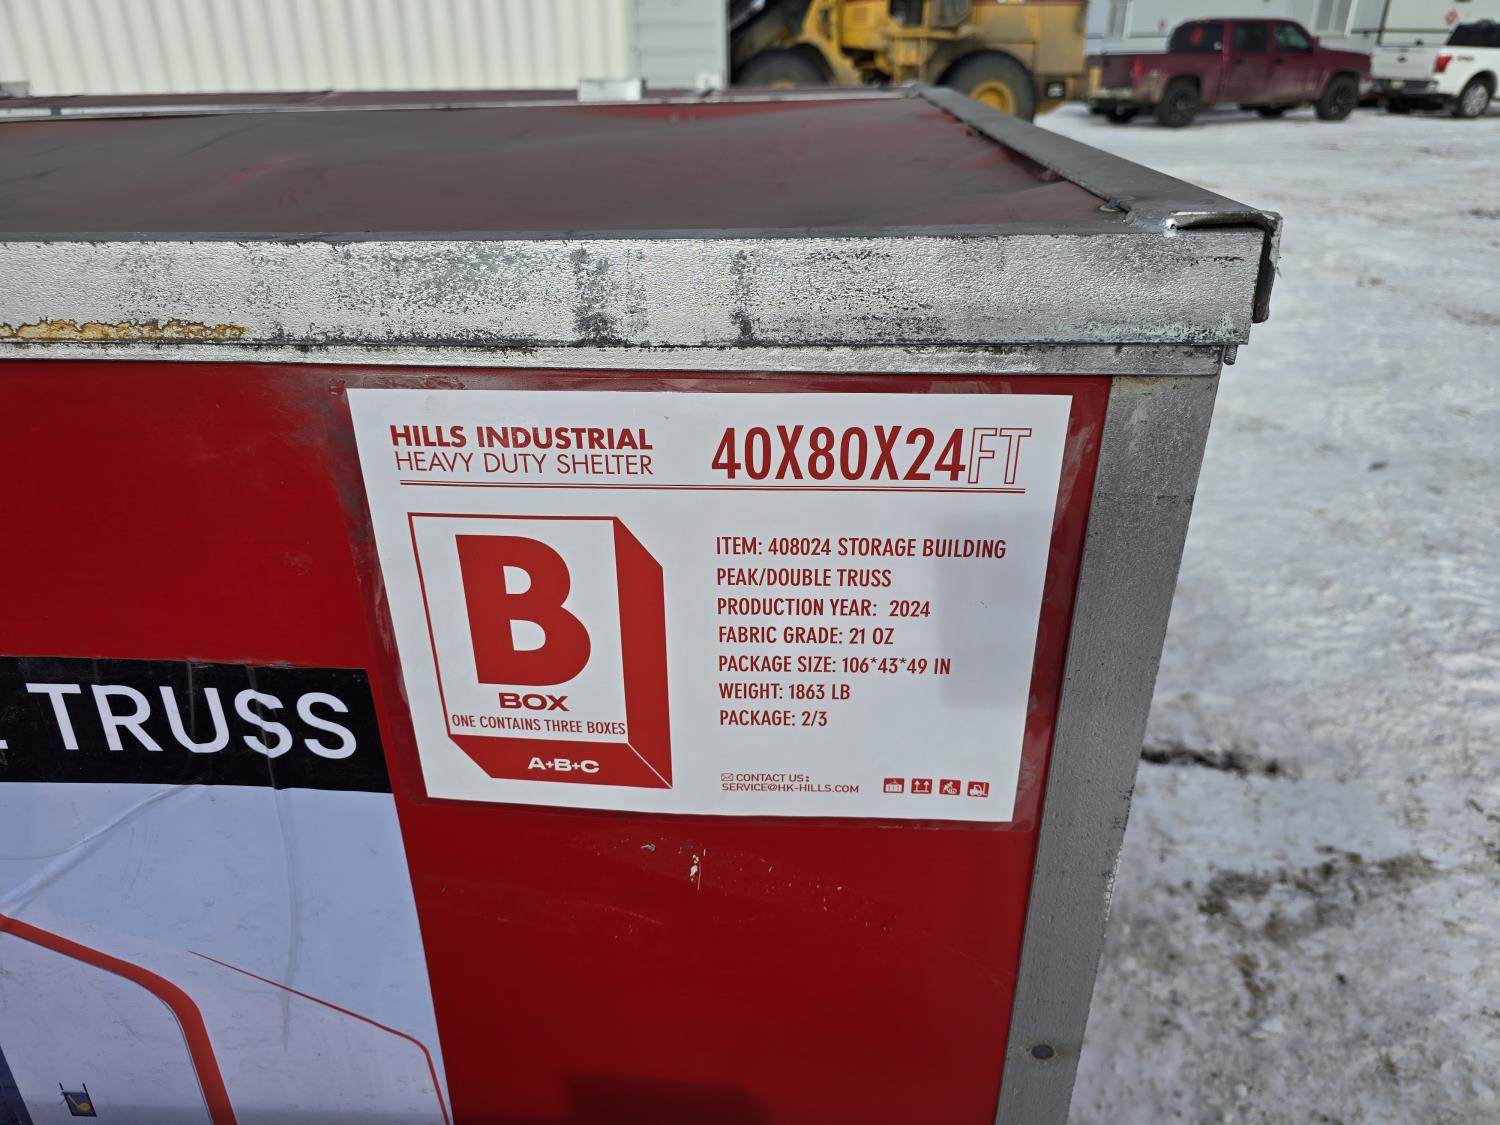 HILLS INDUSTRIAL
HEAVY DUTY SHELTER
40X80X24FT
B
BOX
ONE CONTAINS THREE BOXES
A+B+C
ITEM: 408024 STORAGE BUILDING
PEAK/DOUBLE TRUSS
PRODUCTION YEAR: 2024
FABRIC GRADE: 21 OZ
PACKAGE SIZE: 106*43*49 IN
WEIGHT: 1863 LB
PACKAGE: 2/3
CONTACT US:
SERVICE@HK-HILLS.COM
TRUSS